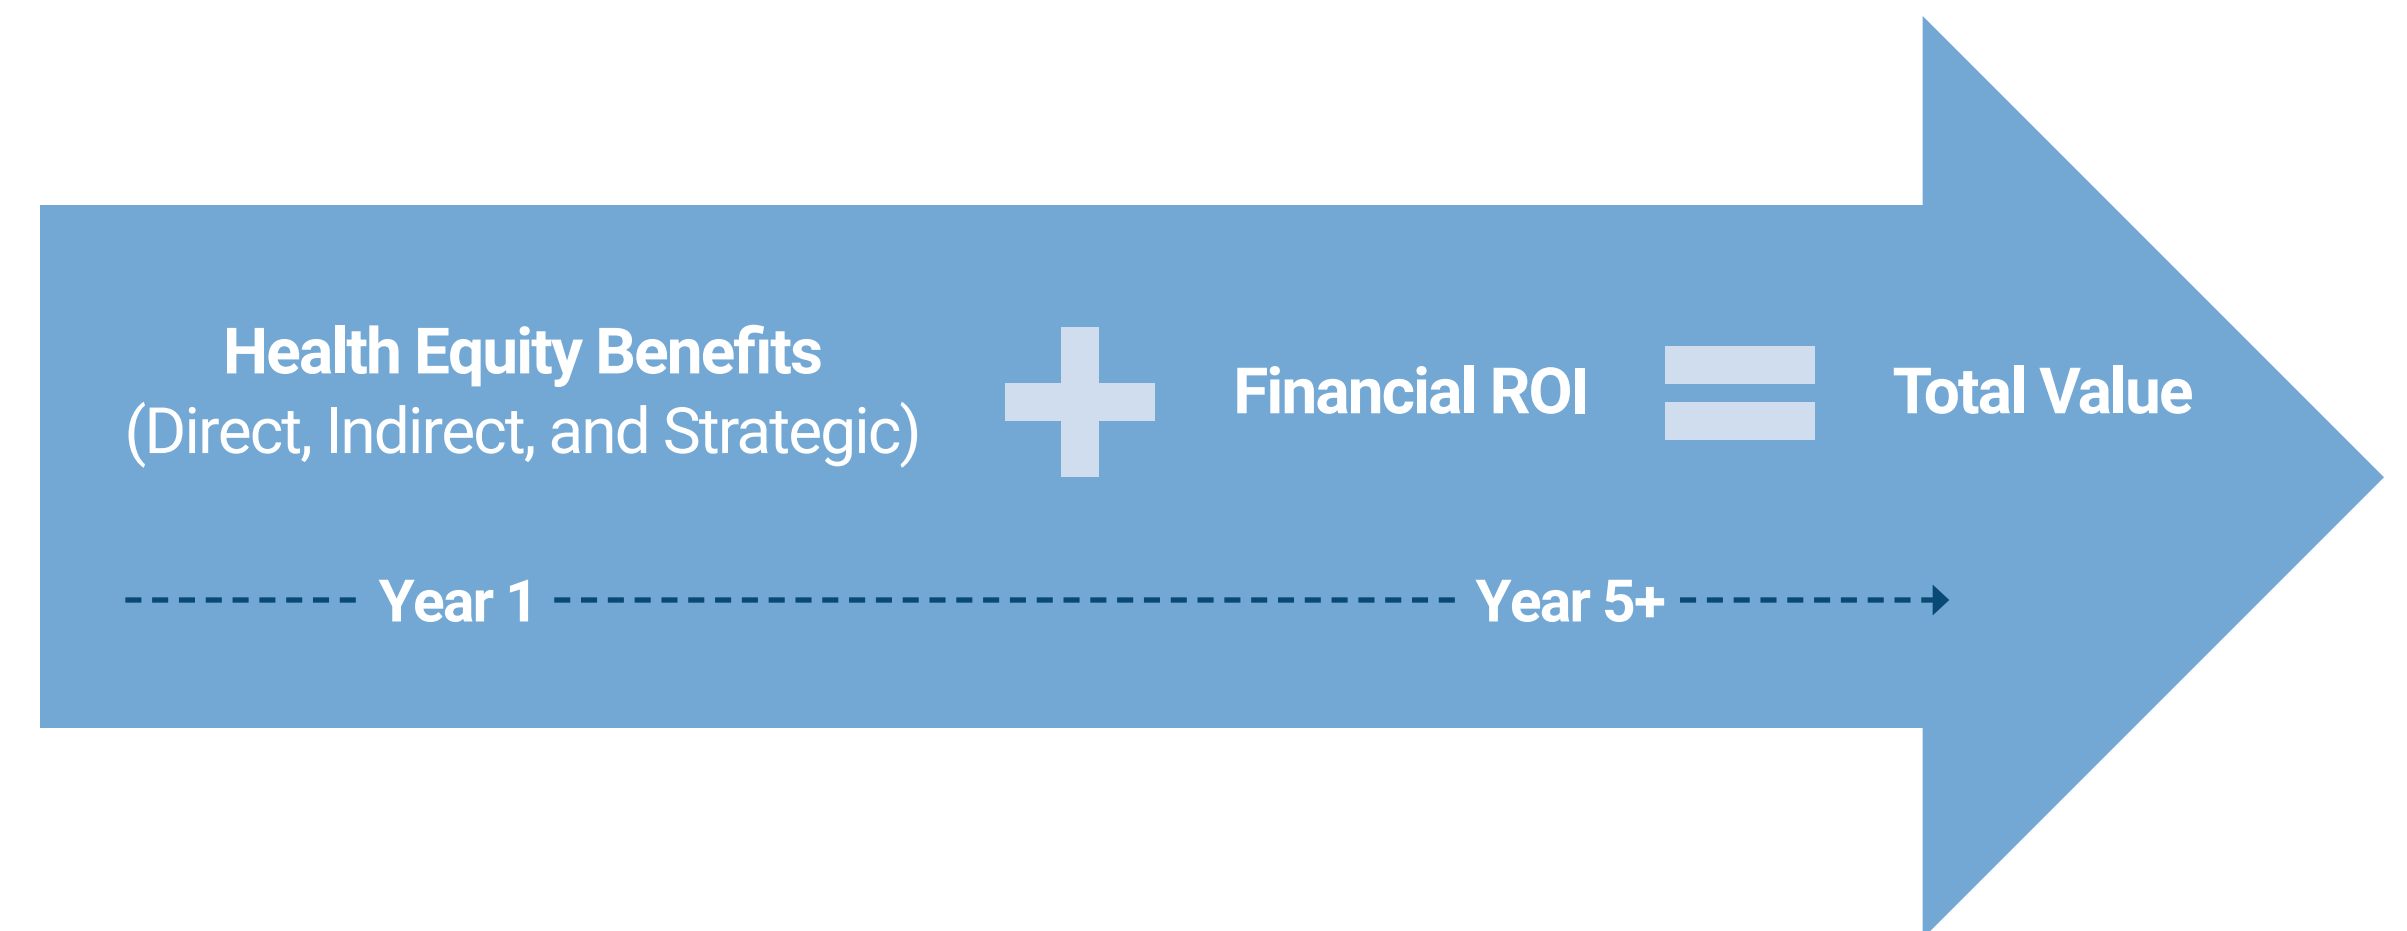 Health Equity Benefits
(Direct, Indirect, and Strategic)
Financial ROI
Total Value
Year 1
Year 5+